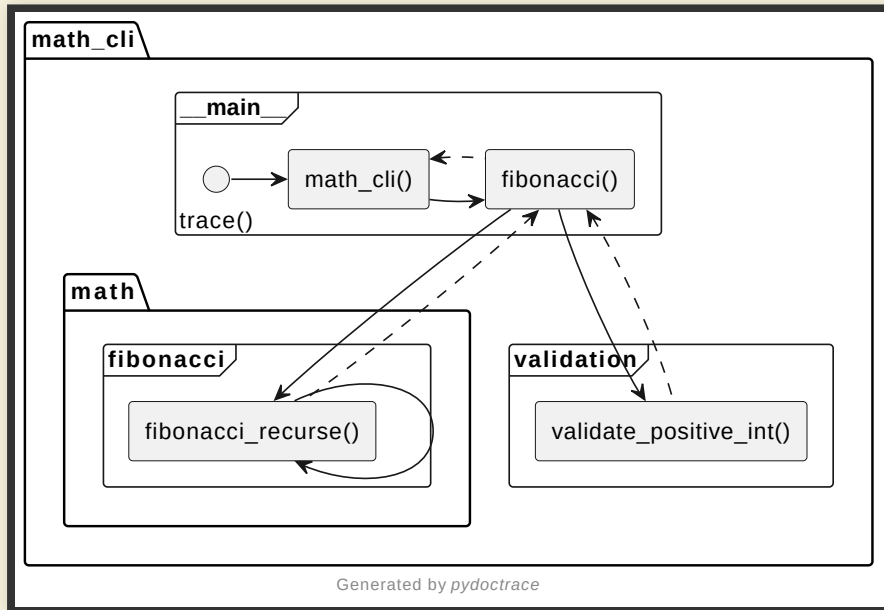 math_cli
__main__
math_cli()
fibonacci()
trace()
math
fibonacci
validation
fibonacci_recurse()
validate_positive_int()
Generated by pydoctrace